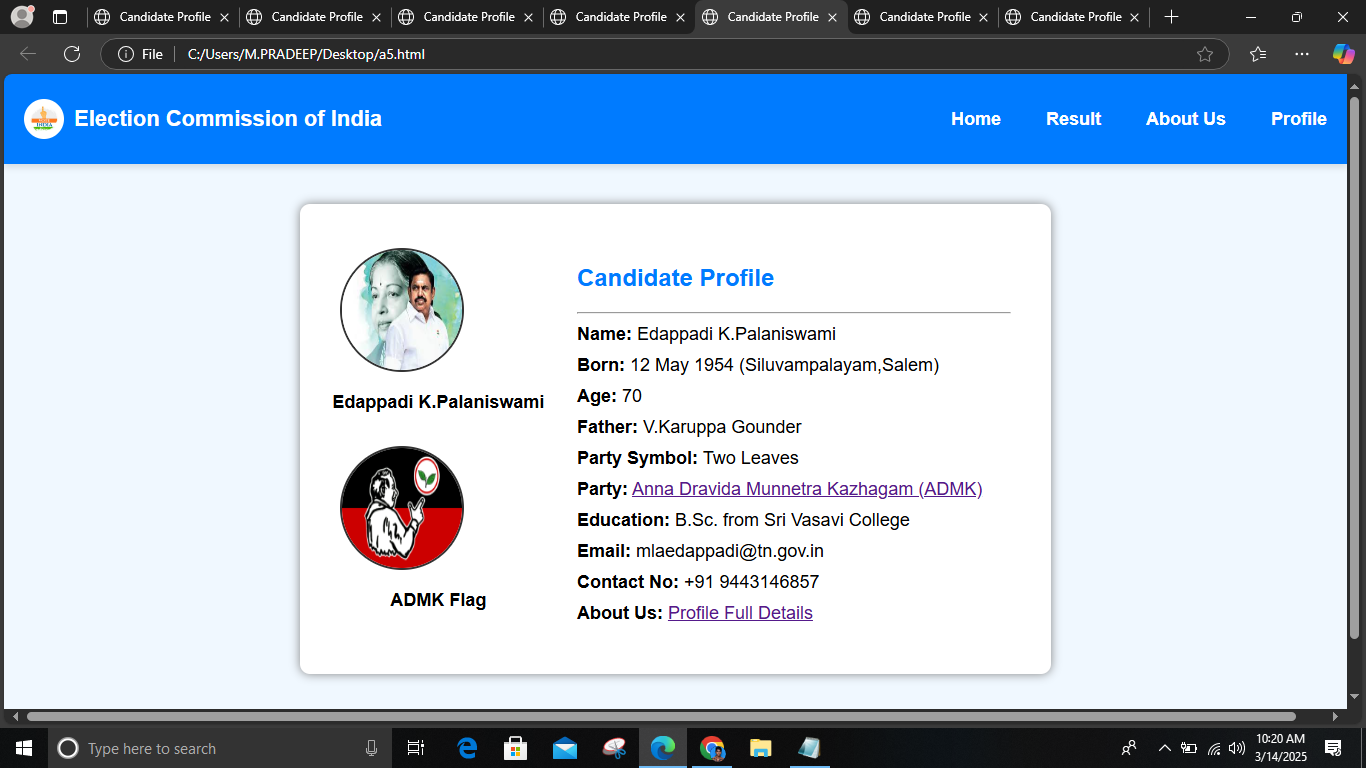 Candidate Profile
Candidate Profile
Candidate Profile
Candidate Profile
Candidate Profile
Candidate Profile
Candidate Profile
File
C:/Users/M.PRADEEP/Desktop/a5.html
INDIA
Election Commission of India
Home
Result
About Us
Profile
Edappadi K.Palaniswami
ADMK Flag
Candidate Profile
Name: Edappadi K.Palaniswami
Born: 12 May 1954 (Siluvampalayam,Salem)
Age: 70
Father: V.Karuppa Gounder
Party Symbol: Two Leaves
Party: Anna Dravida Munnetra Kazhagam (ADMK)
Education: B.Sc. from Sri Vasavi College
Email: mlaedappadi@tn.gov.in
Contact No: +91 9443146857
About Us: Profile Full Details
Type here to search
10:20 AM
3/14/2025